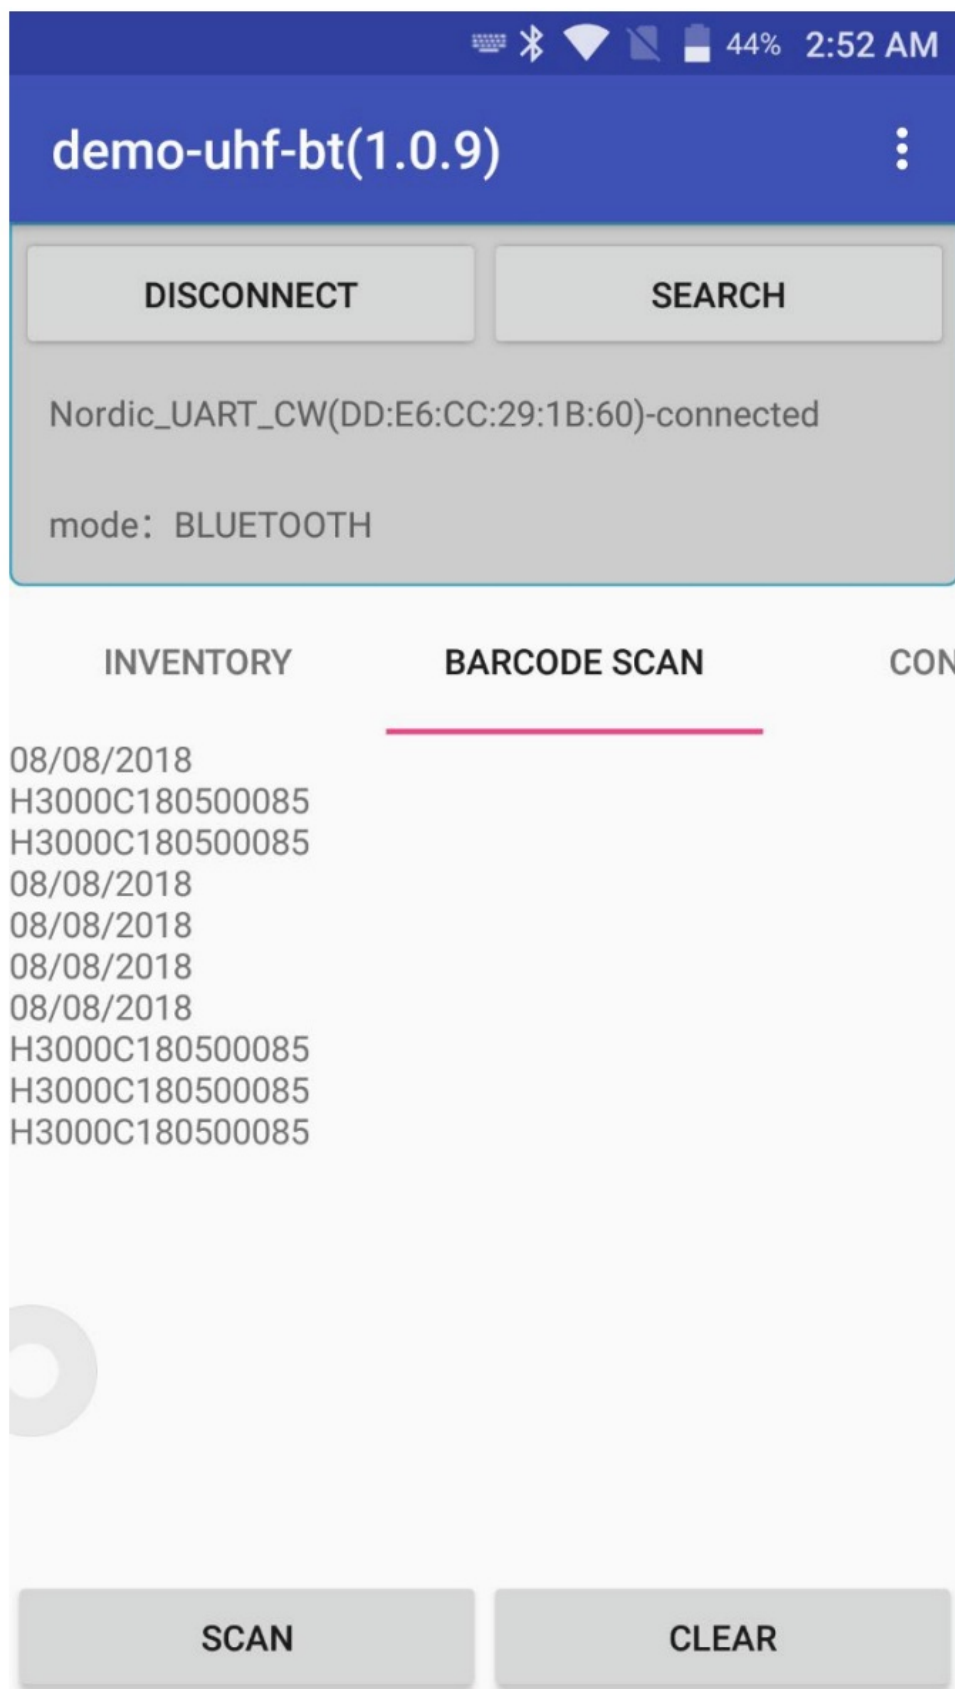 44% 2:52 AM
demo-uhf-bt(1.0.9)
DISCONNECT SEARCH
Nordic_UART_CW(DD:E6:CC:29:1B:60)-connected
mode：BLUETOOTH
INVENTORY BARCODE SCAN CON
08/08/2018
H3000C180500085
H3000C180500085
08/08/2018
08/08/2018
08/08/2018
08/08/2018
H3000C180500085
H3000C180500085
H3000C180500085
SCAN CLEAR